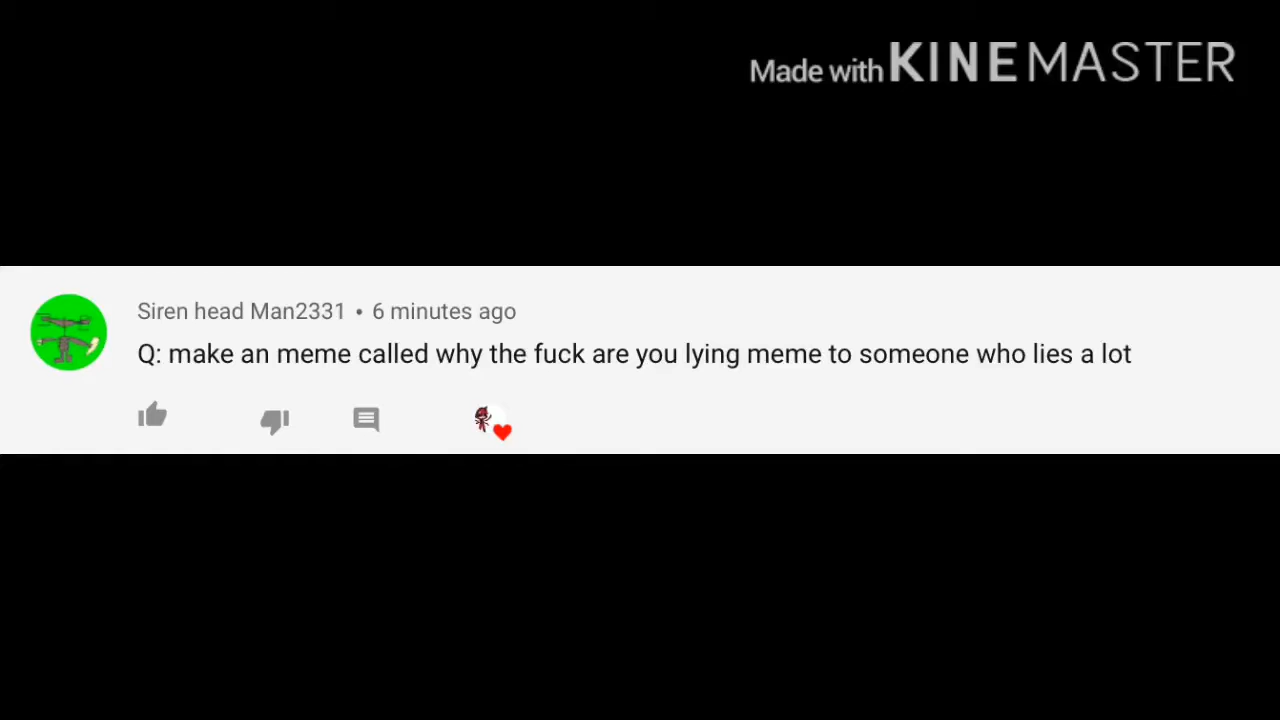 Made with KINEMASTER
Siren head Man2331 • 6 minutes ago
Q: make an meme called why the fuck are you lying meme to someone who lies a lot